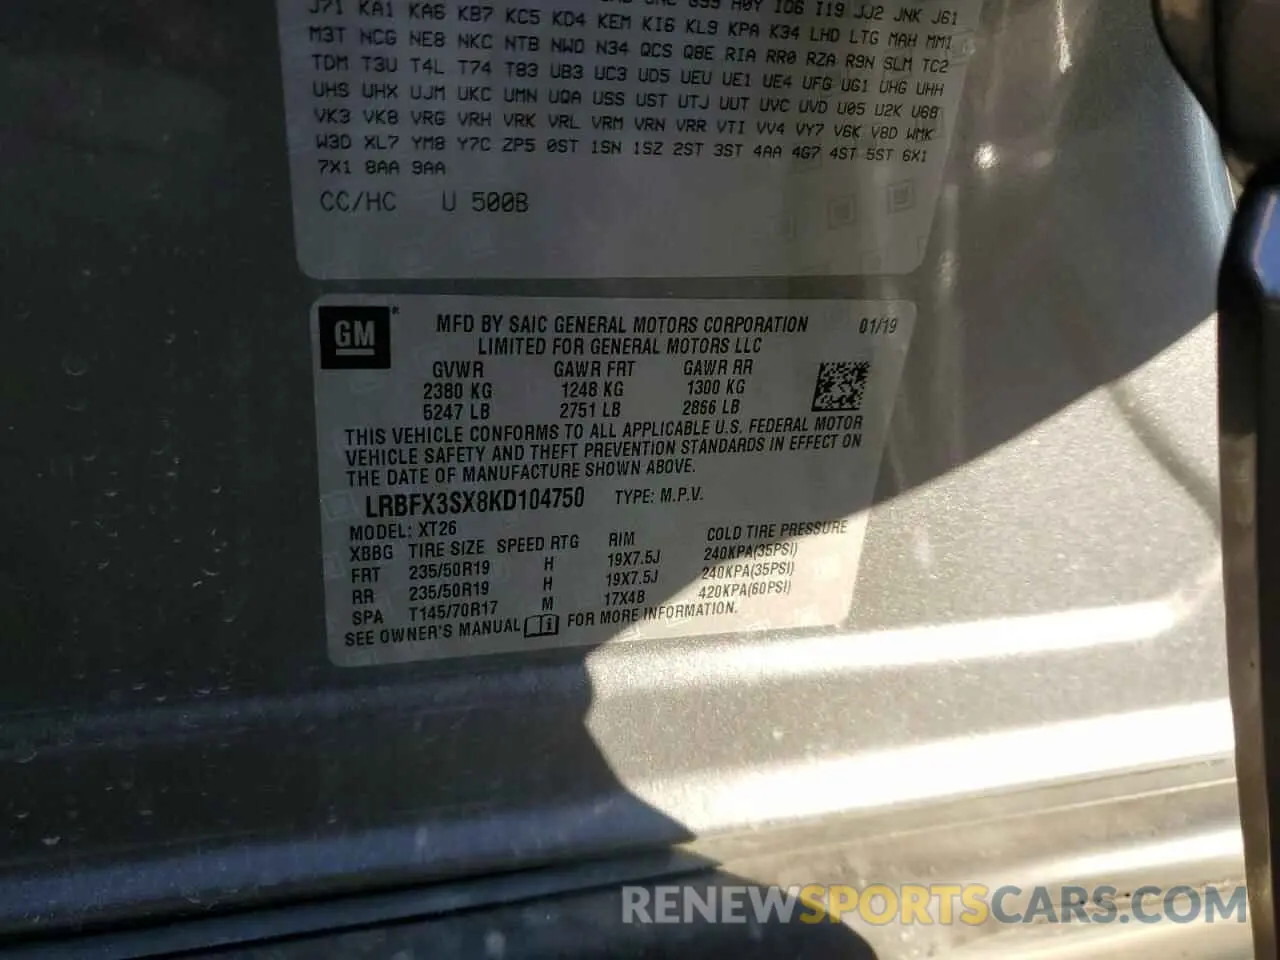 G95 H0Y IO6 I19 JJ2 JNK J61
J71 KA1 KA6 KB7 KC5 KD4 KEM KI6 KL9 KPA K34 LHD LTG MAH MM1
M3T NCG NE8 NKC NTB NWD N34 QCS Q8E RIA RR0 RZA R9N SLM TC2
TDM T3U T4L T74 T83 UB3 UC3 UD5 UEU UE1 UE4 UFG UG1 UHG UHH
UHS UHX UJM UKC UMN UQA USS UST UTJ UUT UVC UVD U05 U2K U68
VK3 VK8 VRG VRH VRK VRL VRM VRN VRR VTI VV4 VY7 V6K V8D WMK
W3D XL7 YM8 Y7C ZP5 0ST 1SN 1SZ 2ST 3ST 4AA 4G7 4ST 5ST 6X1
7X1 8AA 9AA
CC/HC U 500B
GM
MFD BY SAIC GENERAL MOTORS CORPORATION 01/19
LIMITED FOR GENERAL MOTORS LLC
GVWR GAWR FRT GAWR RR
2380 KG 1248 KG 1300 KG
5247 LB 2751 LB 2866 LB
THIS VEHICLE CONFORMS TO ALL APPLICABLE U.S. FEDERAL MOTOR
VEHICLE SAFETY AND THEFT PREVENTION STANDARDS IN EFFECT ON
THE DATE OF MANUFACTURE SHOWN ABOVE.
LRBFX3SX8KD104750 TYPE: M.P.V.
MODEL: XT26
XBBG TIRE SIZE SPEED RTG RIM COLD TIRE PRESSURE
FRT 235/50R19 H 19X7.5J 240KPA(35PSI)
RR 235/50R19 H 19X7.5J 240KPA(35PSI)
SPA T145/70R17 M 17X4B 420KPA(60PSI)
SEE OWNER'S MANUAL FOR MORE INFORMATION.
RENEWSPORTSCARS.COM